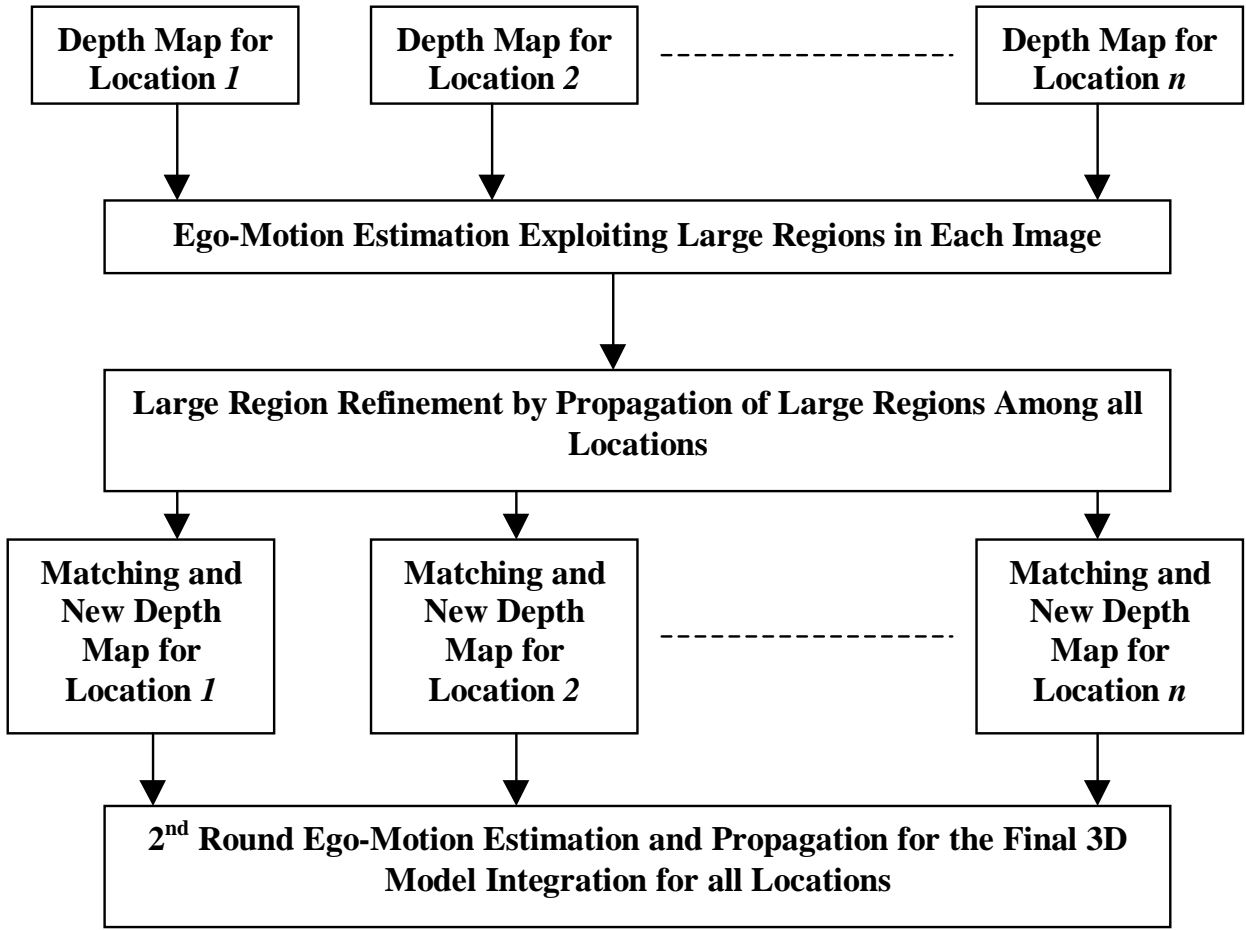 Depth Map for
Location 1
Depth Map for
Location 2
Depth Map for
Location n
Ego-Motion Estimation Exploiting Large Regions in Each Image
Large Region Refinement by Propagation of Large Regions Among all
Locations
Matching and
New Depth
Map for
Location 1
Matching and
New Depth
Map for
Location 2
Matching and
New Depth
Map for
Location n
2nd Round Ego-Motion Estimation and Propagation for the Final 3D
Model Integration for all Locations